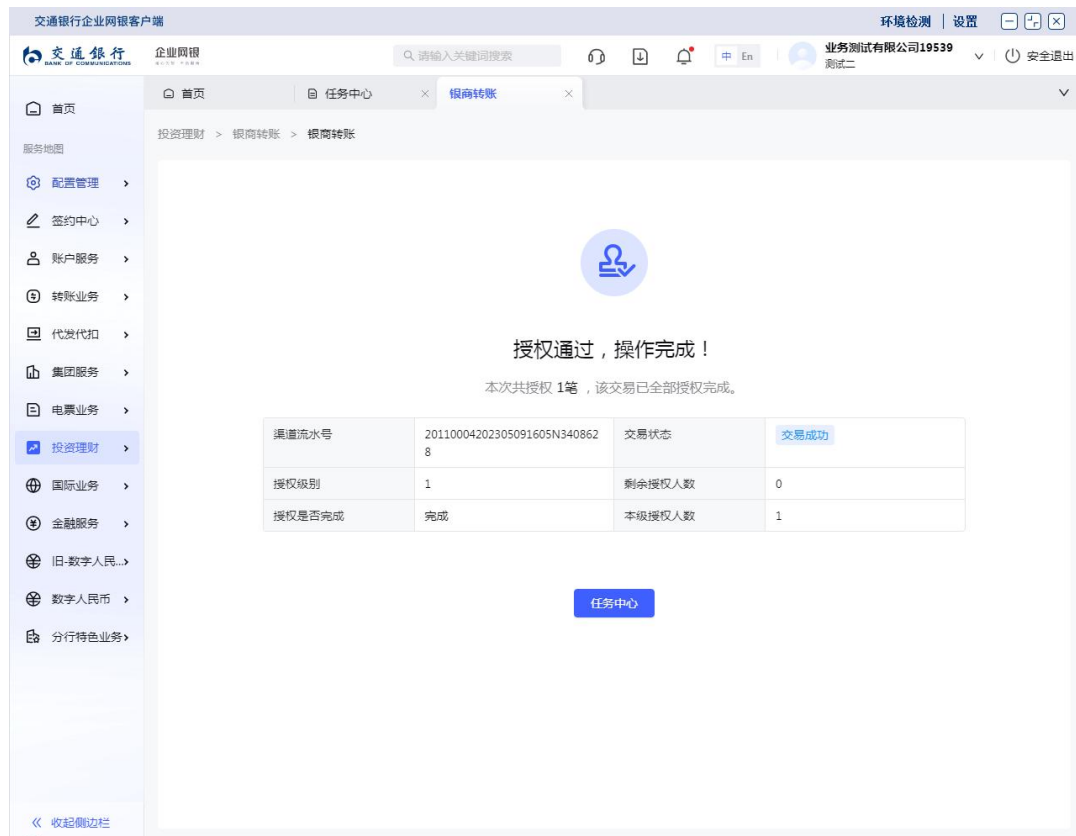 交通银行企业网银客户端
环境检测 设置
交通銀行 企业网银
BANK OF COMMUNICATIONS
请输入关键词搜索
中 En
业务测试有限公司19539
测试二
安全退出
首页 任务中心 银商转账
投资理财 > 银商转账 > 银商转账
首页
服务地图
配置管理
签约中心
账户服务
转账业务
代发代扣
集团服务
电票业务
投资理财
国际业务
金融服务
旧-数字人民...
数字人民币
分行特色业务
收起侧边栏
授权通过，操作完成！
本次共授权 1笔 ，该交易已全部授权完成。
渠道流水号 20110004202305091605N340862 交易状态 交易成功
8
授权级别 1 剩余授权人数 0
授权是否完成 完成 本级授权人数 1
任务中心